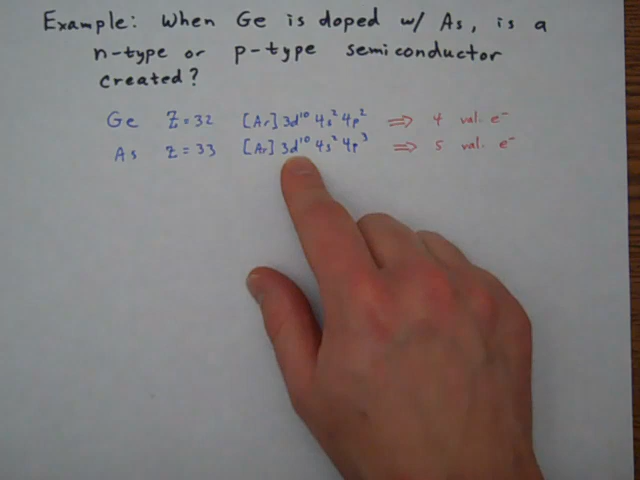 Example: When Ge is doped w/ As, is a
n-type or p-type semiconductor
created?
Ge Z=32 [Ar] 3d¹⁰ 4s² 4p² ⇒ 4 val. e⁻
As Z=33 [Ar] 3d¹⁰ 4s² 4p³ ⇒ 5 val. e⁻